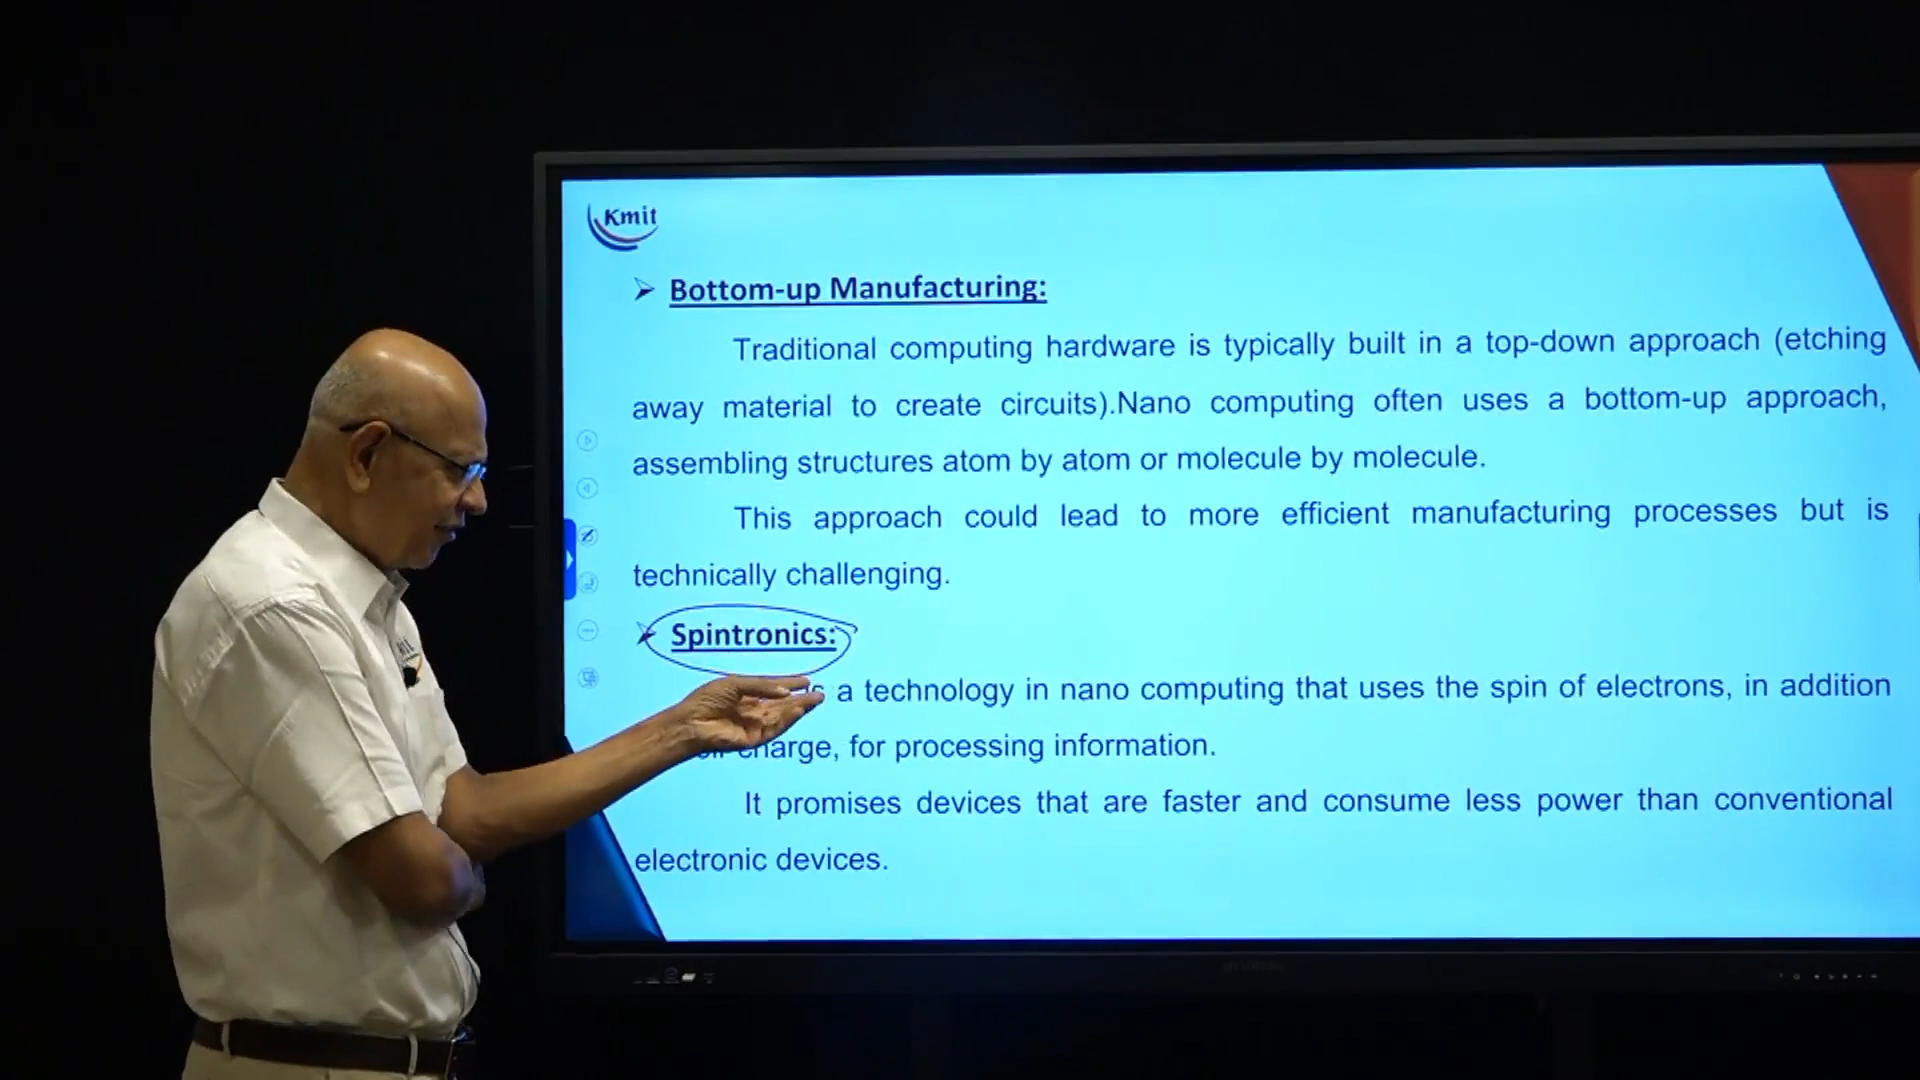 Kmit
Bottom-up Manufacturing:
Traditional computing hardware is typically built in a top-down approach (etching
away material to create circuits).Nano computing often uses a bottom-up approach,
assembling structures atom by atom or molecule by molecule.
This approach could lead to more efficient manufacturing processes but is
technically challenging.
Spintronics:
a technology in nano computing that uses the spin of electrons, in addition
charge, for processing information.
It promises devices that are faster and consume less power than conventional
electronic devices.